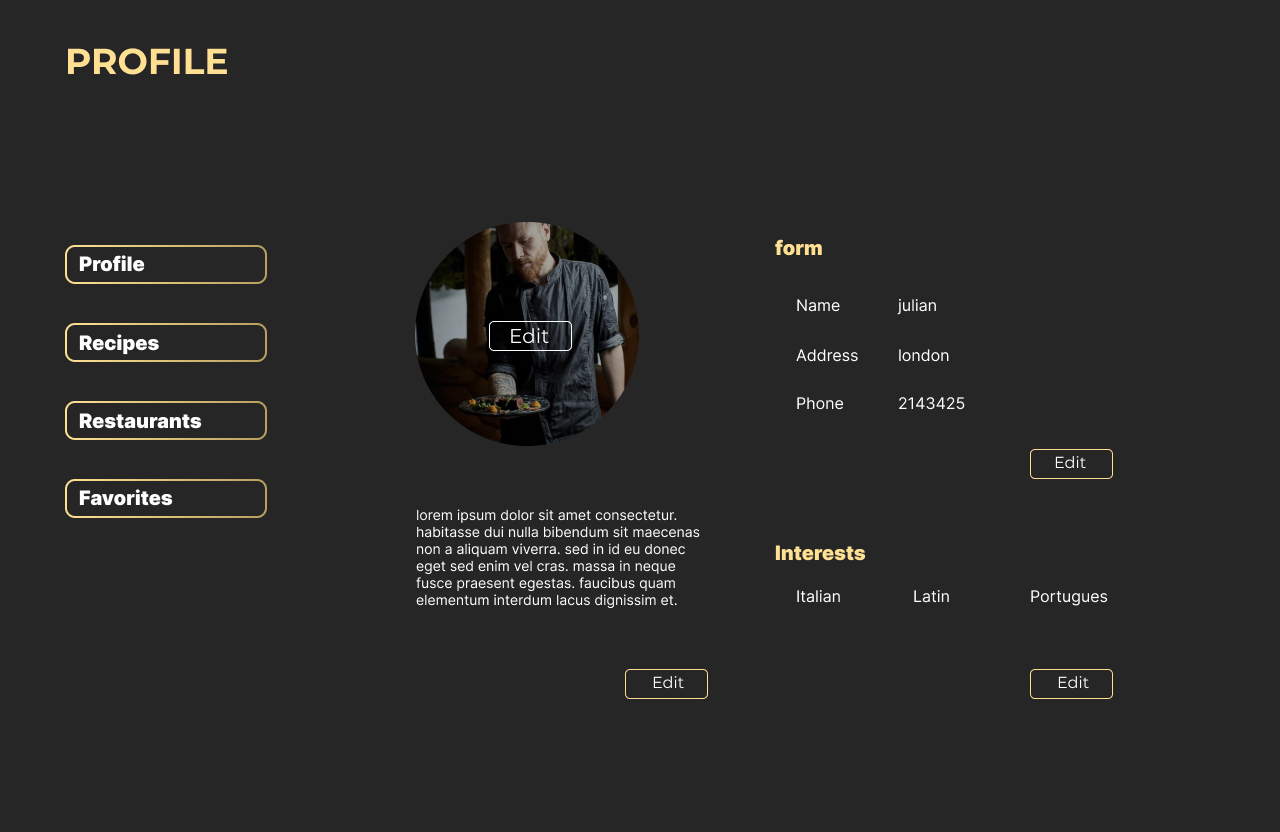 PROFILE
Profile
Recipes
Restaurants
Favorites
Edit
lorem ipsum dolor sit amet consectetur.
habitasse dui nulla bibendum sit maecenas
non a aliquam viverra. sed in id eu donec
eget sed enim vel cras. massa in neque
fusce praesent egestas. faucibus quam
elementum interdum lacus dignissim et.
Edit
form
Name julian
Address london
Phone 2143425
Edit
Interests
Italian Latin Portugues
Edit